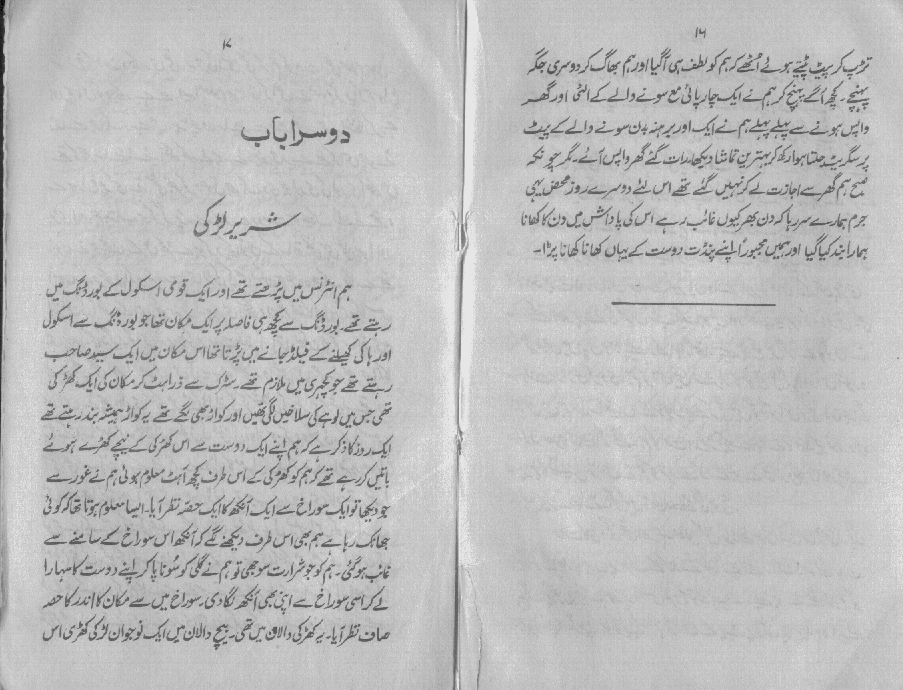 ۱۶
تڑپ کر پیٹ پیٹتے ہوئے اٹھے کہ ہم کو لطف ہی آ گیا اور ہم بھاگ کر دوسری جگہ
پہنچے۔ کچھ آگے پہنچ کر ہم نے ایک چارپائی مع سونے والے کے الٹی اور گھر
واپس ہونے سے پہلے پہلے ہم نے ایک اور برہنہ بدن سونے والے کے پیٹ
پر سگریٹ جلتا ہوا رکھ کر بہترین تماشا دیکھا رات گئے گھر واپس آئے۔ مگر چونکہ
صبح ہم گھر سے اجازت لے کر نہیں گئے تھے اس لئے دوسرے روز محض یہی
جرم ہمارے سر رہا کہ دن بھر کیوں غائب رہے اس کی پاداش میں دن کا کھانا
ہمارا بند کیا گیا اور ہمیں مجبوراً اپنے پنڈت دوست کے یہاں کھانا کھانا پڑا۔
۱۷
دوسرا باب
شریر لڑکی
ہم انٹرنس میں پڑھتے تھے اور ایک قومی اسکول کے بورڈنگ میں
رہتے تھے۔ بورڈنگ سے کچھ ہی فاصلہ پر ایک مکان تھا جو بورڈنگ سے اسکول
اور ہاکی کھیلنے کے فیلڈ جانے میں پڑتا تھا اس مکان میں ایک سید صاحب
رہتے تھے جو کچہری میں ملازم تھے۔ سڑک سے ذرا ہٹ کر مکان کی ایک کھڑکی
تھی جس میں لوہے کی سلاخیں لگی تھیں اور کواڑ بھی لگے تھے یہ کواڑ ہمیشہ بند رہتے تھے
ایک روز کا ذکر ہے کہ ہم اپنے ایک دوست سے اس کھڑکی کے نیچے کھڑے ہوئے
باتیں کر رہے تھے کہ ہم کو کھڑکی کے اس طرف کچھ آہٹ معلوم ہوئی ہم نے غور سے
جو دیکھا تو ایک سوراخ سے ایک آنکھ کا ایک حصہ نظر آیا۔ ایسا معلوم ہوتا تھا کہ کوئی
جھانک رہا ہے ہم بھی اس طرف دیکھنے لگے کہ آنکھ اس سوراخ کے سامنے سے
غائب ہو گئی۔ ہم کو جو شرارت سوجھی تو ہم نے گلی کو سُونا پا کر اپنے دوست کا سہارا
لے کر اسی سوراخ سے اپنی بھی آنکھ لگا دی۔ سوراخ میں سے مکان کا اندر کا حصہ
صاف نظر آیا۔ یہ کھڑکی دالان میں تھی۔ بیچ دالان میں ایک نوجوان لڑکی کھڑی اس